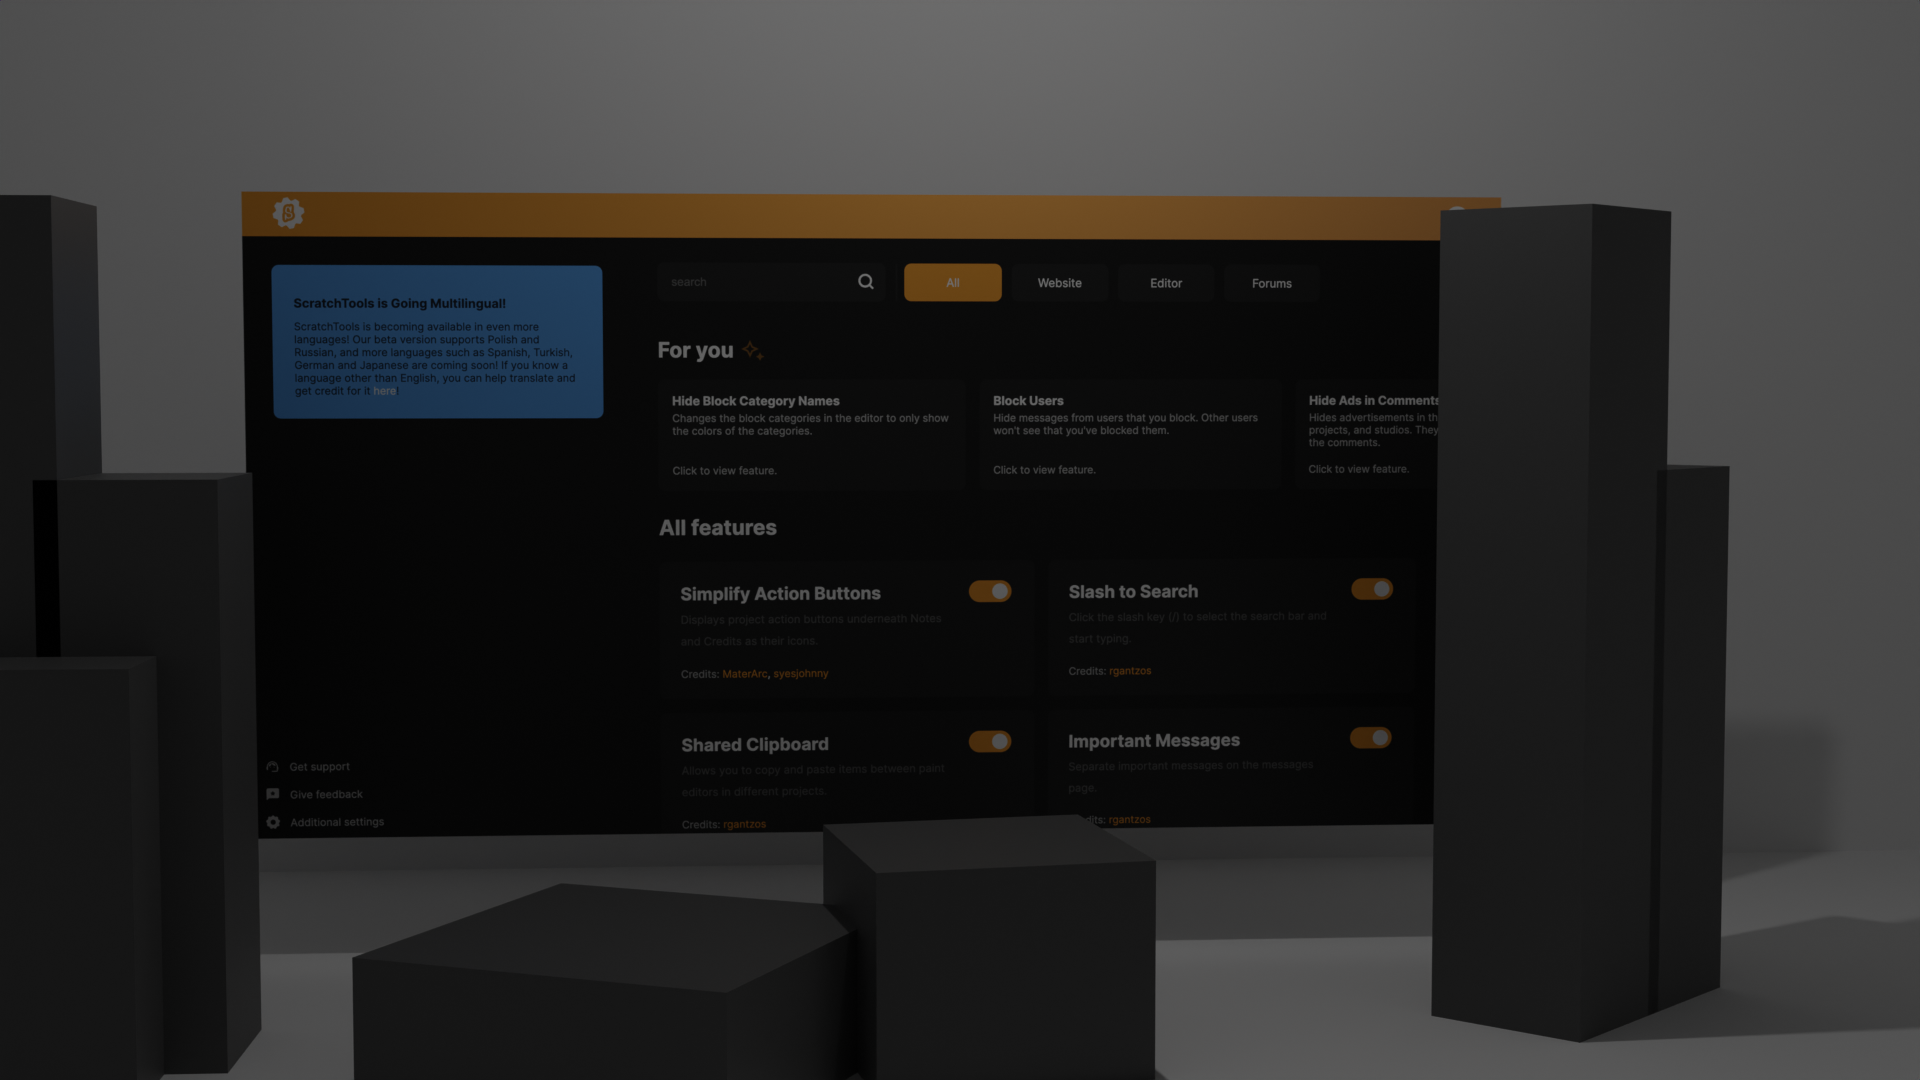 ScratchTools is Going Multilingual!
ScratchTools is becoming available in even more
languages! Our beta version supports Polish and
Russian, and more languages such as Spanish, Turkish,
German and Japanese are coming soon! If you know a
language other than English, you can help translate and
get credit for it here!
Get support
Give feedback
Additional settings
search
All
Website
Editor
Forums
For you
Hide Block Category Names
Changes the block categories in the editor to only show
the colors of the categories.
Click to view feature.
Block Users
Hide messages from users that you block. Other users
won't see that you've blocked them.
Click to view feature.
Hide Ads in Comments
Hides advertisements in th
projects, and studios. They
the comments.
Click to view feature.
All features
Simplify Action Buttons
Displays project action buttons underneath Notes
and Credits as their icons.
Credits: MaterArc, syesjohnny
Slash to Search
Click the slash key (/) to select the search bar and
start typing.
Credits: rgantzos
Shared Clipboard
Allows you to copy and paste items between paint
editors in different projects.
Credits: rgantzos
Important Messages
Separate important messages on the messages
page.
dits: rgantzos